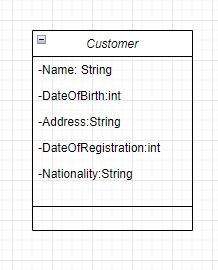 Customer
-Name: String
-DateOfBirth:int
-Address:String
-DateOfRegistration:int
-Nationality:String